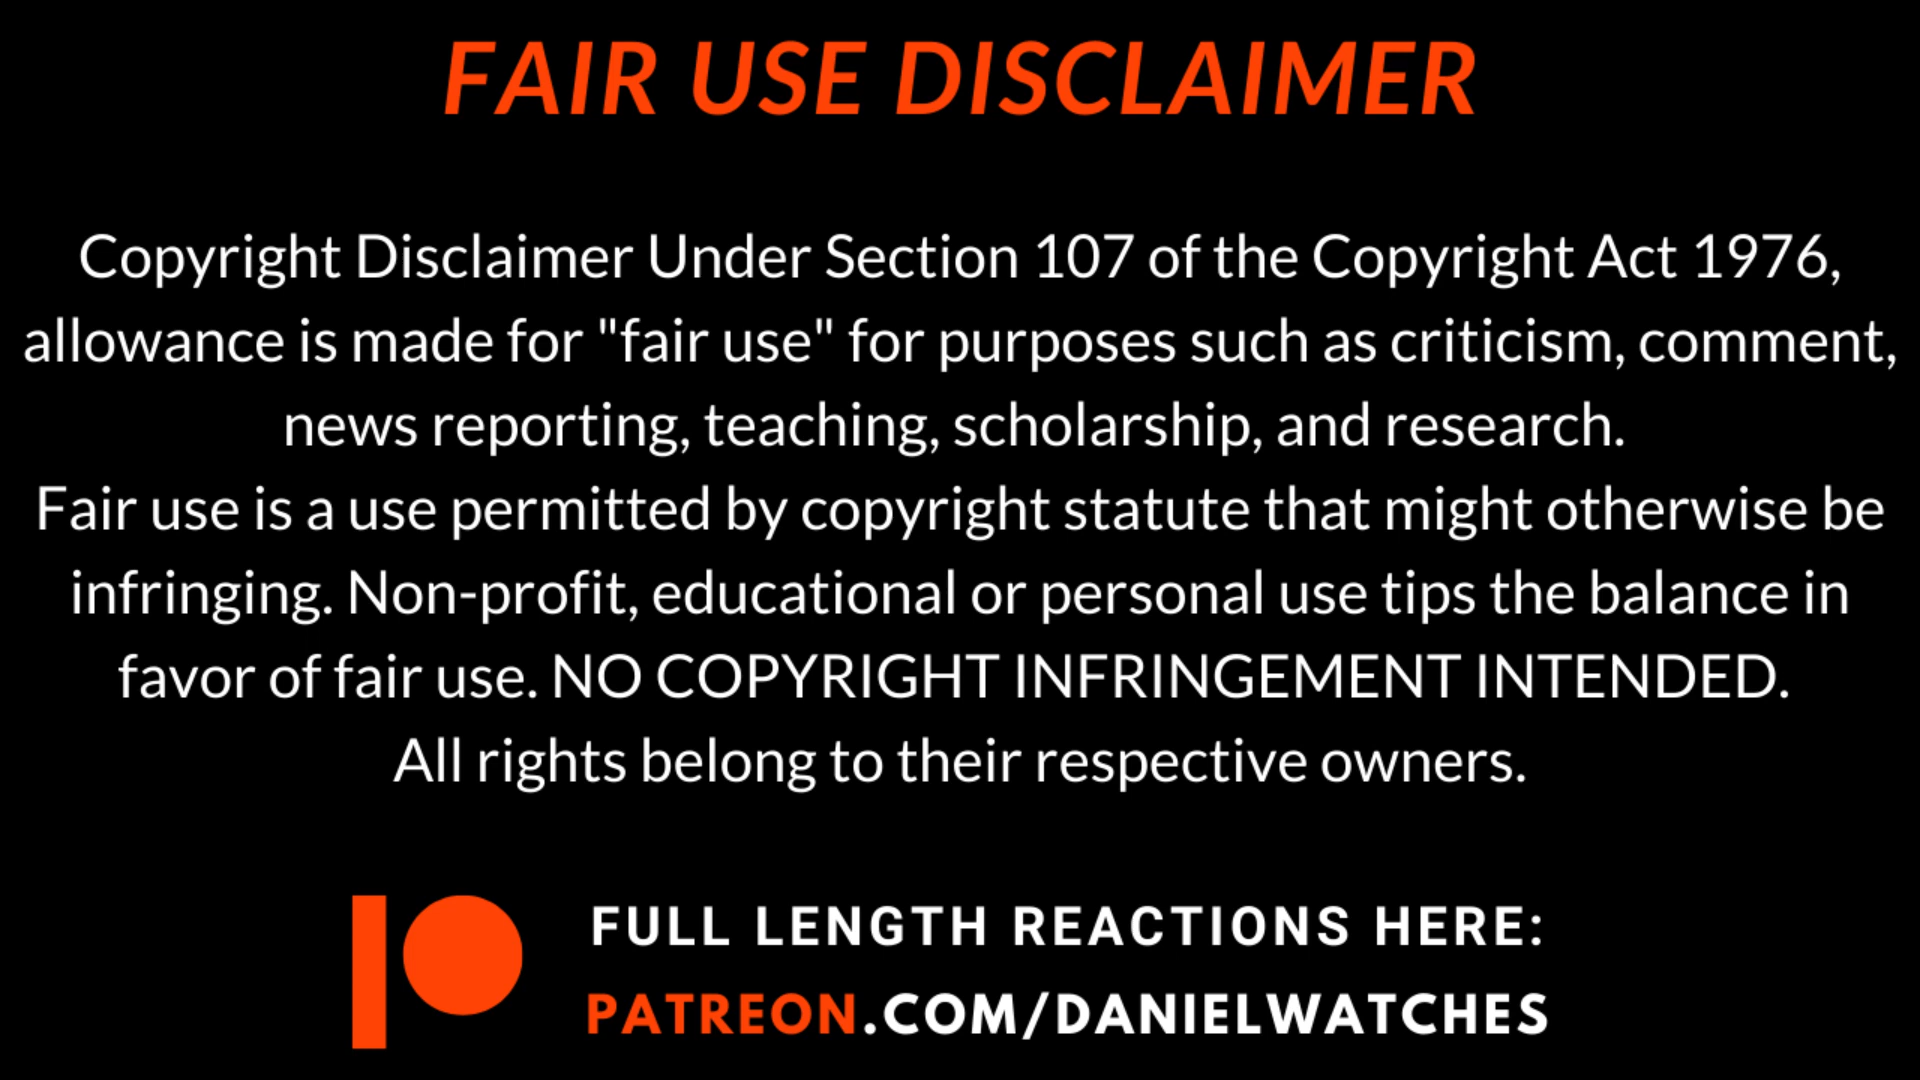 FAIR USE DISCLAIMER
Copyright Disclaimer Under Section 107 of the Copyright Act 1976,
allowance is made for "fair use" for purposes such as criticism, comment,
news reporting, teaching, scholarship, and research.
Fair use is a use permitted by copyright statute that might otherwise be
infringing. Non-profit, educational or personal use tips the balance in
favor of fair use. NO COPYRIGHT INFRINGEMENT INTENDED.
All rights belong to their respective owners.
FULL LENGTH REACTIONS HERE:
PATREON.COM/DANIELWATCHES